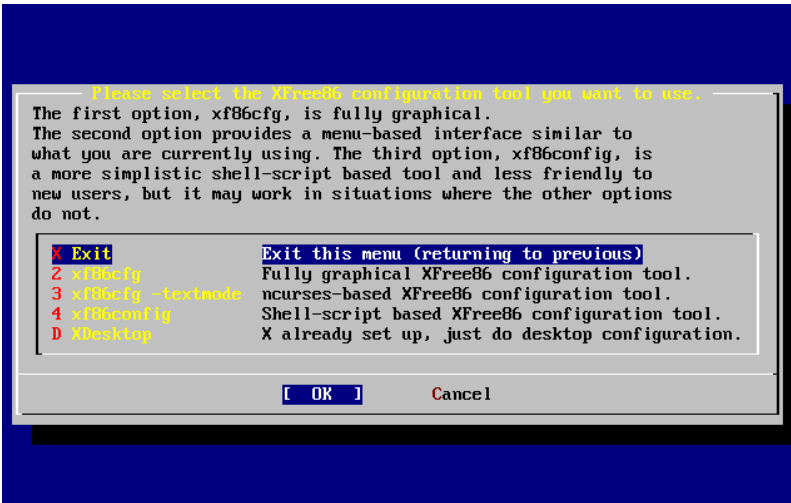 Please select the XFree86 configuration tool you want to use.
The first option, xf86cfg, is fully graphical.
The second option provides a menu-based interface similar to
what you are currently using. The third option, xf86config, is
a more simplistic shell-script based tool and less friendly to
new users, but it may work in situations where the other options
do not.
X Exit Exit this menu (returning to previous)
2 xf86cfg Fully graphical XFree86 configuration tool.
3 xf86cfg -textmode ncurses-based XFree86 configuration tool.
4 xf86config Shell-script based XFree86 configuration tool.
D XDesktop X already set up, just do desktop configuration.
[ OK ] Cancel